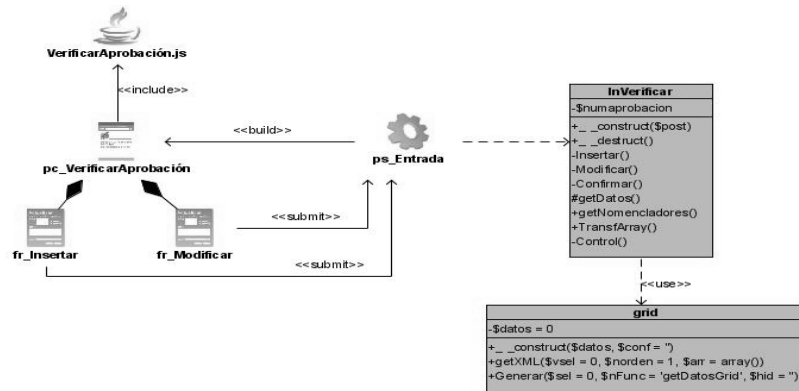 VerificarAprobación.js
<<include>>
<<build>>
pc_VerificarAprobación
ps_Entrada
<<submit>>
fr_Insertar
fr_Modificar
<<submit>>
InVerificar
-$numaprobacion
+_ _construct($post)
+_ _destruct()
-Insertar()
-Modificar()
-Confirmar()
#getDatos()
+getNomencladores()
+TransfArray()
-Control()
<<use>>
grid
-$datos = 0
+_ _construct($datos, $conf = '')
+getXML($vsel = 0, $norden = 1, $arr = array())
+Generar($sel = 0, $nFunc = 'getDatosGrid', $hid = '')